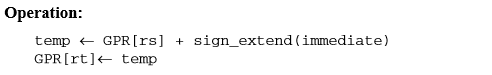 Operation:
temp ← GPR[rs] + sign_extend(immediate)
GPR[rt]← temp